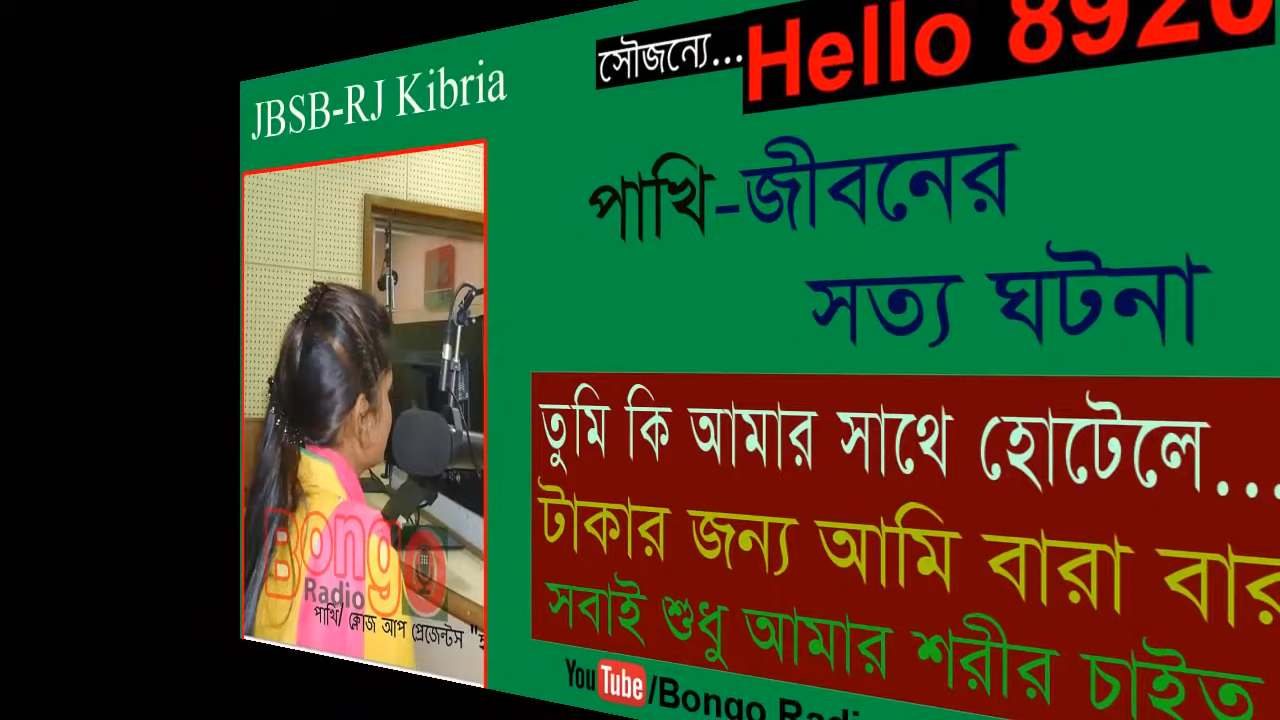 সৌজন্যে...
Hello 8920
JBSB-RJ Kibria
পাখি-জীবনের
সত্য ঘটনা
তুমি কি আমার সাথে হোটেলে...
টাকার জন্য আমি বারা বার
সবাই শুধু আমার শরীর চাইত
Bongo
Radio
পাখি/ ক্লোজ আপ প্রেজেন্টস "
YouTube/Bongo Radi